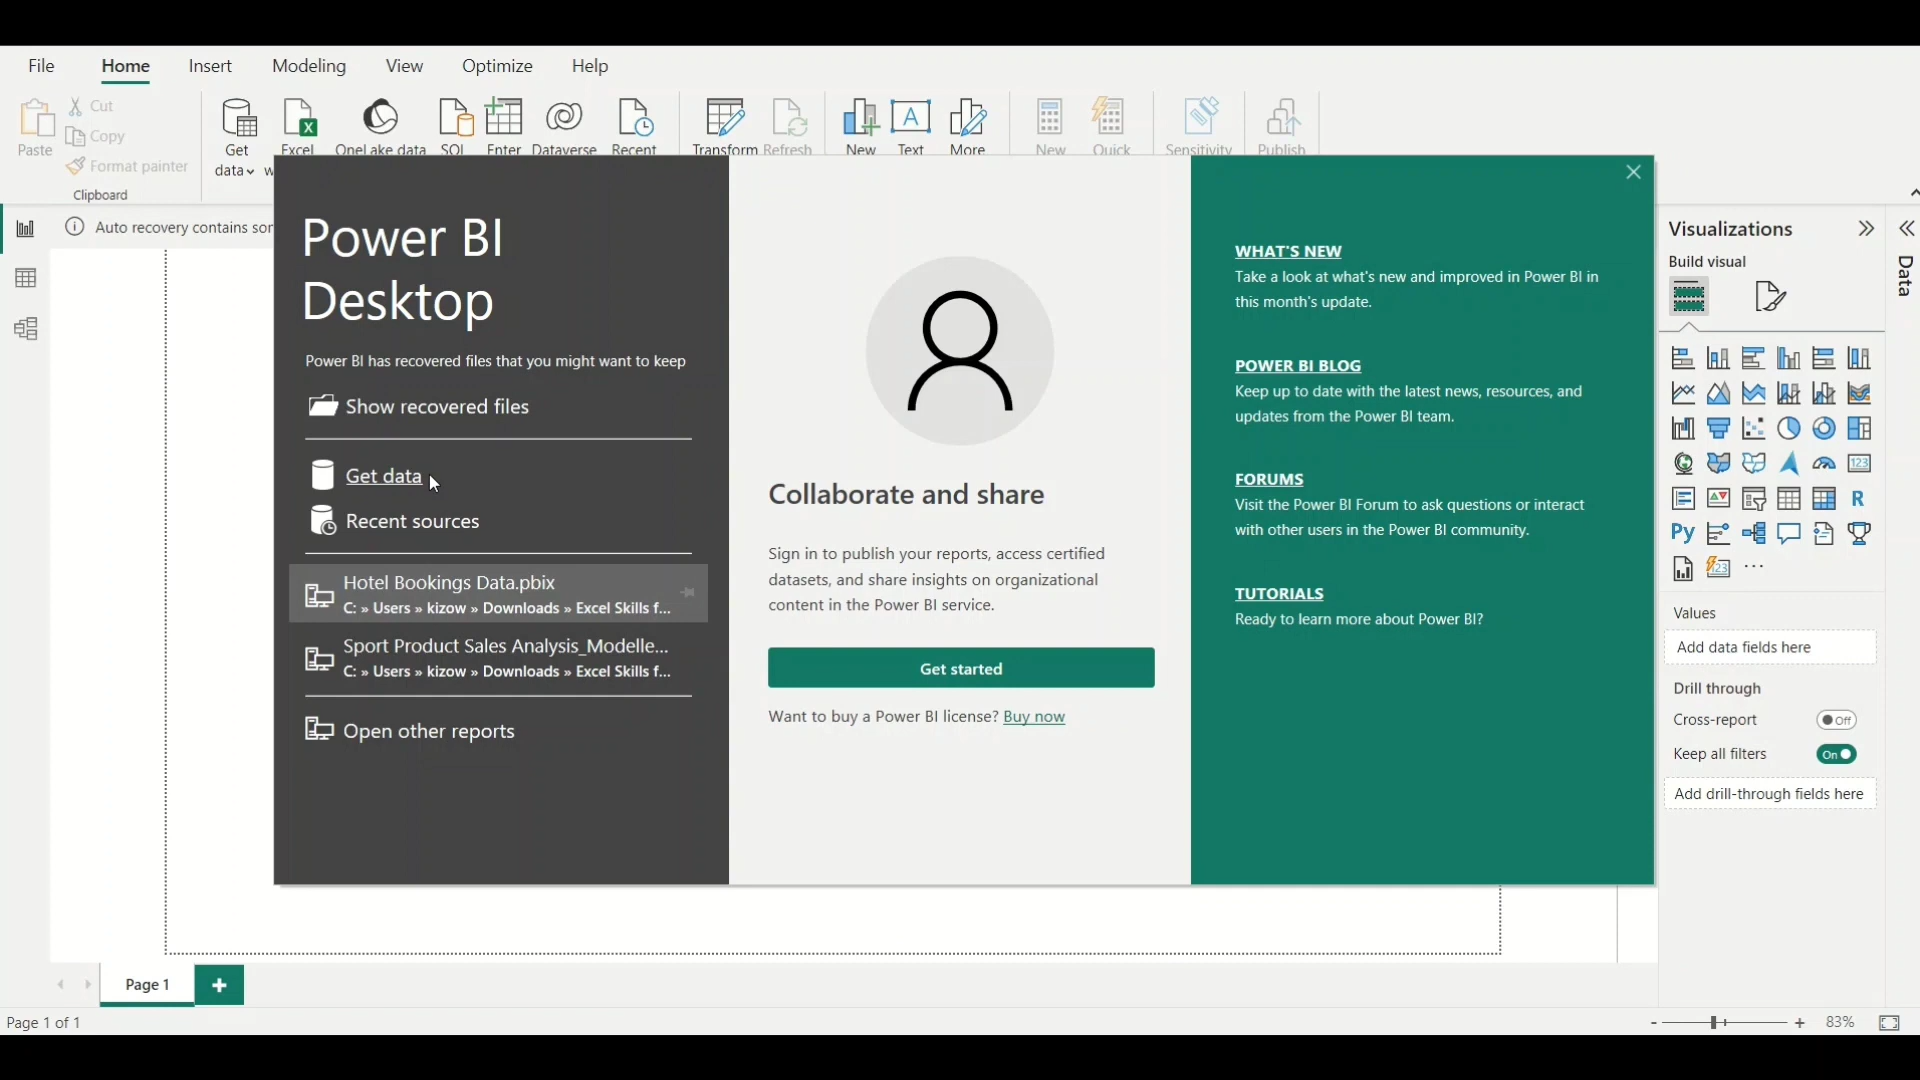 File Home Insert Modeling View Optimize Help
Paste
Cut
Copy
Format painter
Clipboard
Get data
Excel
OneLake data
SQL
Enter
Dataverse
Recent
Transform
Refresh
New
Text
More
New
Quick
Sensitivity
Publish
Auto recovery contains
Power BI
Desktop
Power BI has recovered files that you might want to keep
Show recovered files
Get data
Recent sources
Hotel Bookings Data.pbix
C: » Users » kizow » Downloads » Excel Skills f...
Sport Product Sales Analysis_Modelle...
C: » Users » kizow » Downloads » Excel Skills f...
Open other reports
Collaborate and share
Sign in to publish your reports, access certified
datasets, and share insights on organizational
content in the Power BI service.
Get started
Want to buy a Power BI license? Buy now
WHAT'S NEW
Take a look at what's new and improved in Power BI in
this month's update.
POWER BI BLOG
Keep up to date with the latest news, resources, and
updates from the Power BI team.
FORUMS
Visit the Power BI Forum to ask questions or interact
with other users in the Power BI community.
TUTORIALS
Ready to learn more about Power BI?
Visualizations
Data
Build visual
123
R
Py
123
Values
Add data fields here
Drill through
Cross-report Off
Keep all filters On
Add drill-through fields here
Page 1
Page 1 of 1
- + 83%